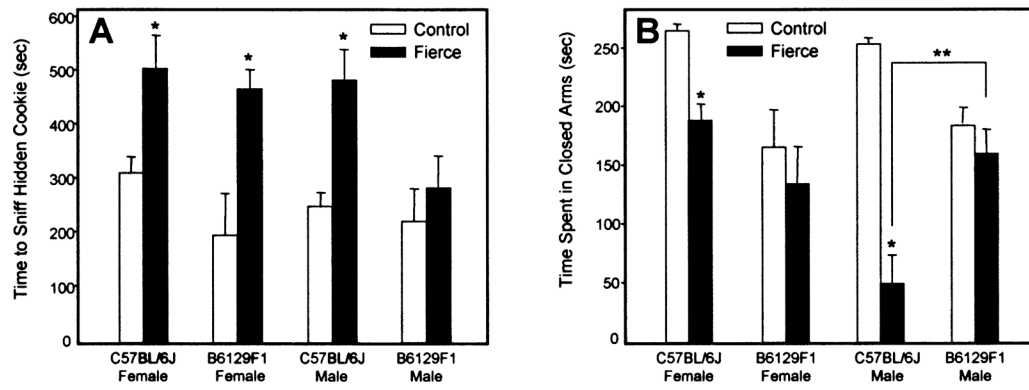 A
Control
Fierce
Time to Sniff Hidden Cookie (sec)
600
500
400
300
200
100
0
C57BL/6J B6129F1 C57BL/6J B6129F1
Female Female Male Male
B
Control
Fierce
Time Spent in Closed Arms (sec)
250
200
150
100
50
0
C57BL/6J B6129F1 C57BL/6J B6129F1
Female Female Male Male
* * *
* ** *